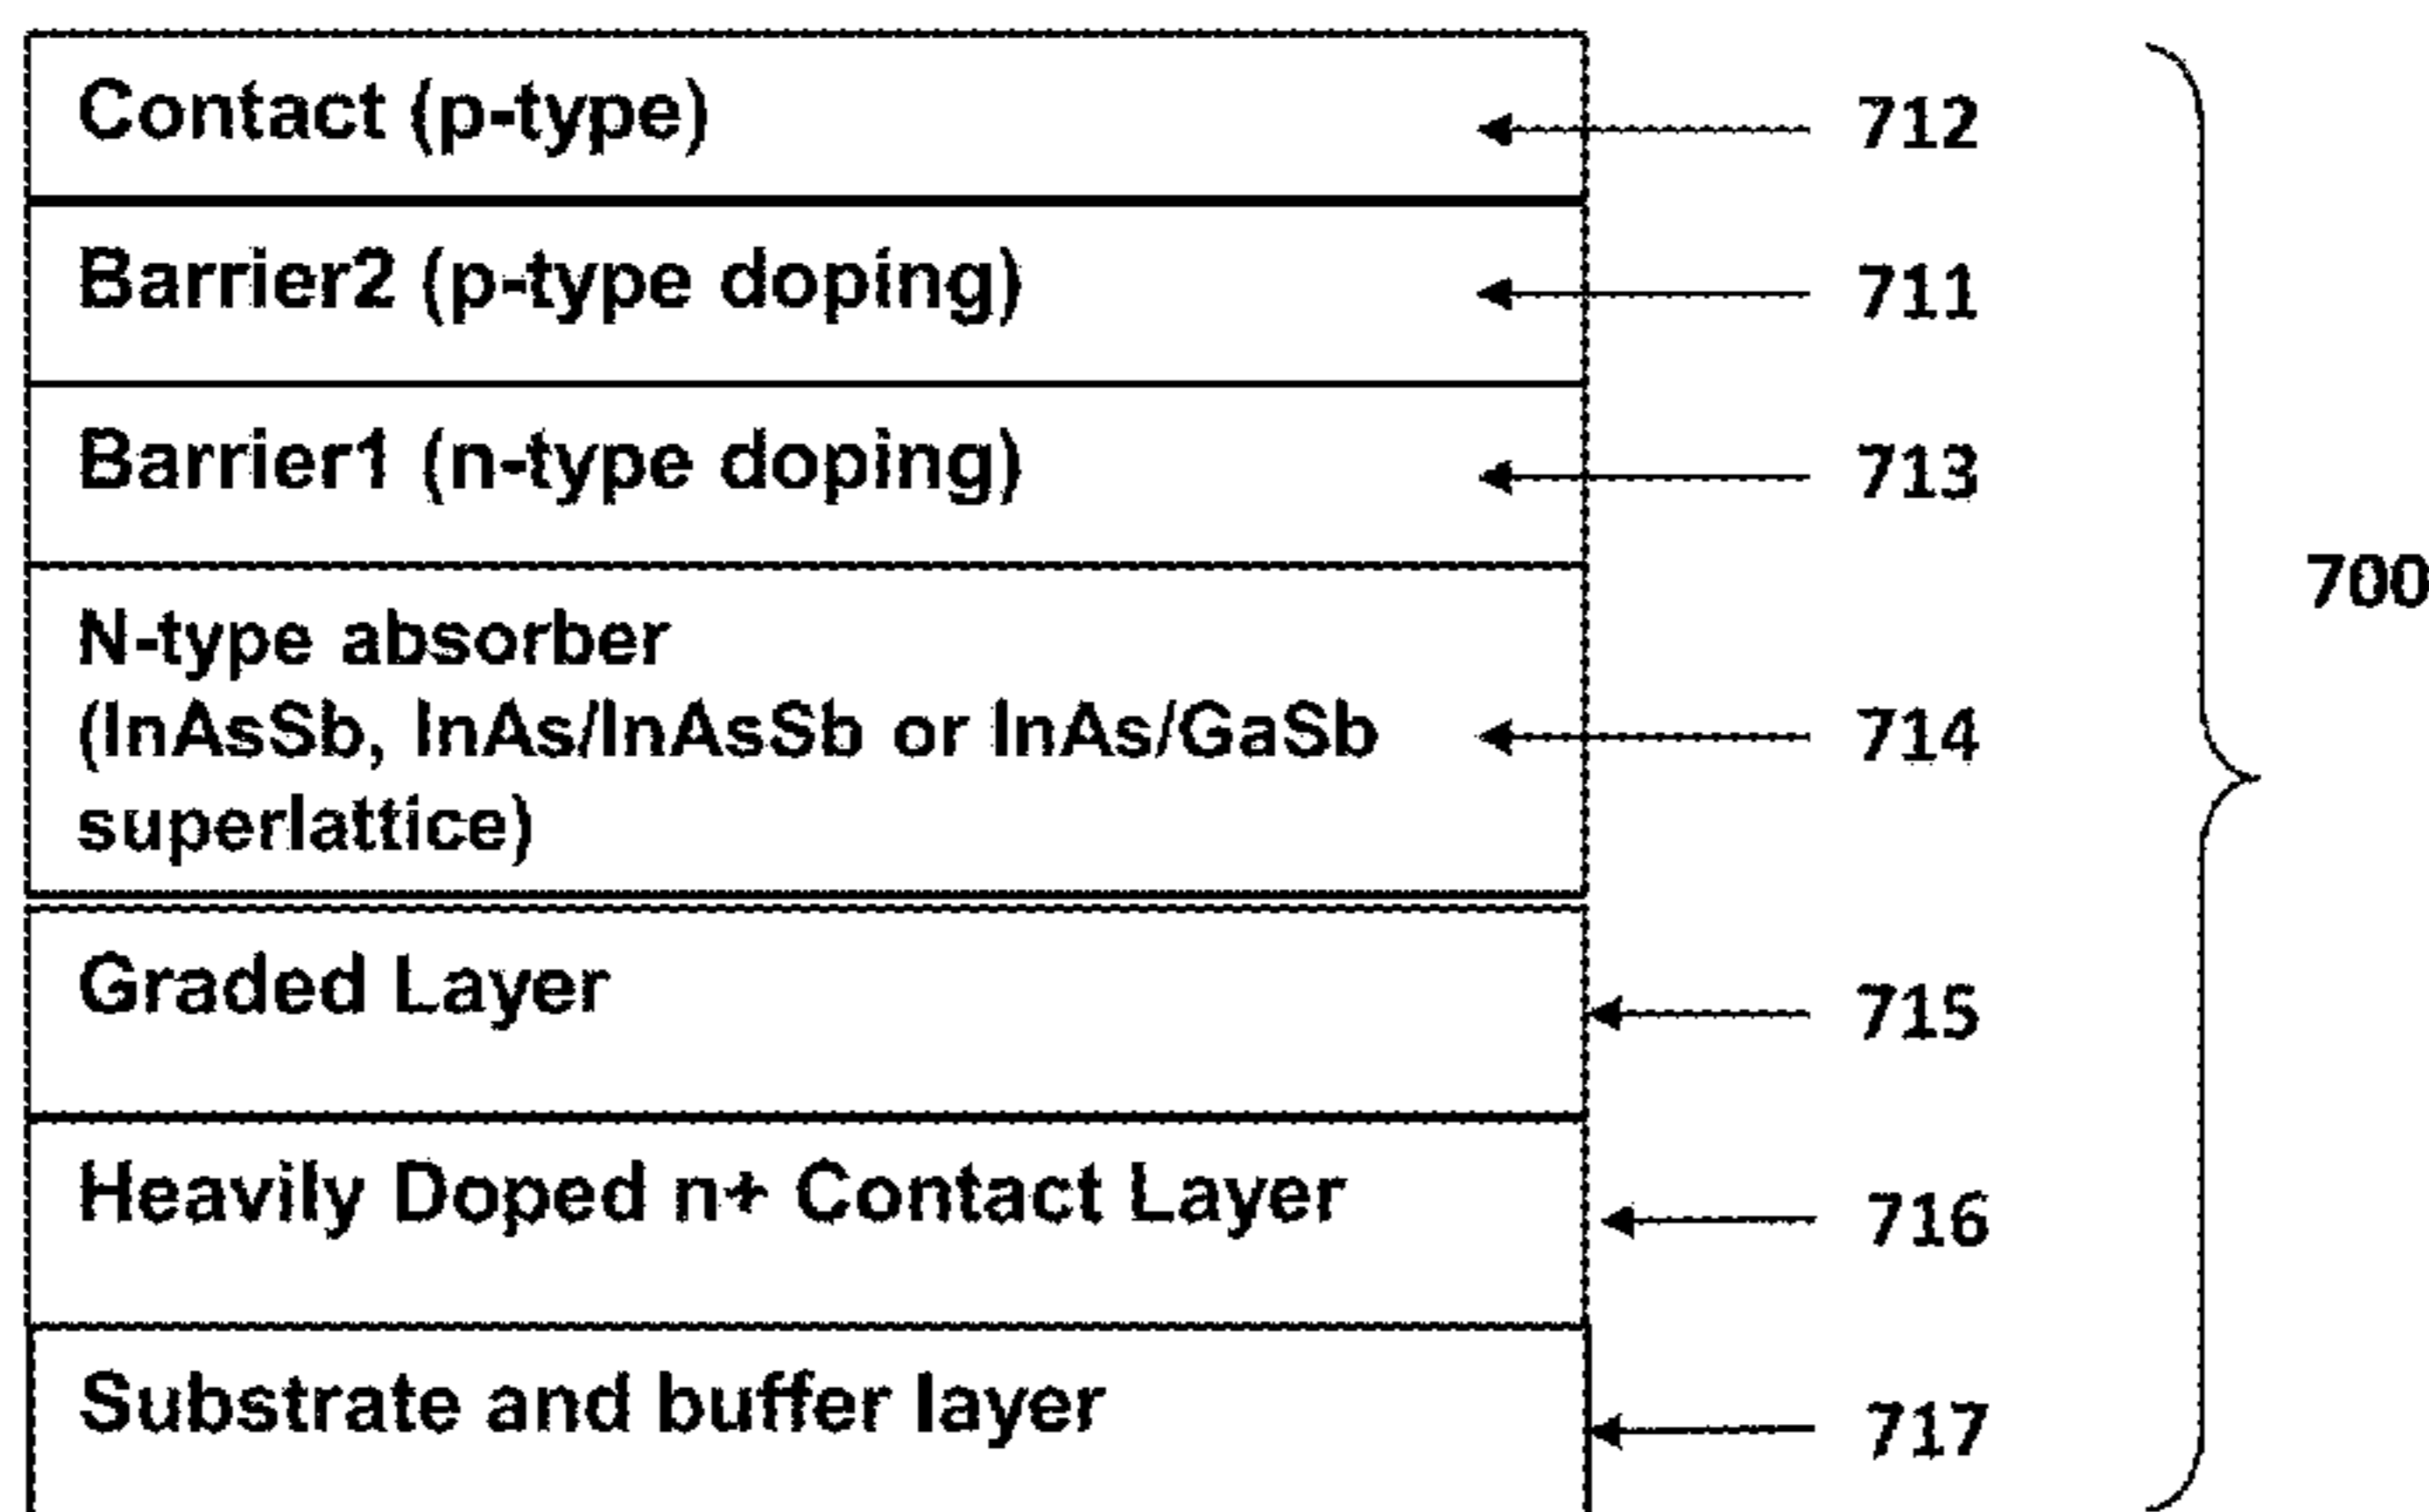 Contact (p-type)
712
Barrier2 (p-type doping)
711
Barrier1 (n-type doping)
713
700
N-type absorber
(InAsSb, InAs/InAsSb or InAs/GaSb
714
superlattice)
Graded Layer
715
Heavily Doped n+ Contact Layer
716
Substrate and buffer layer
717